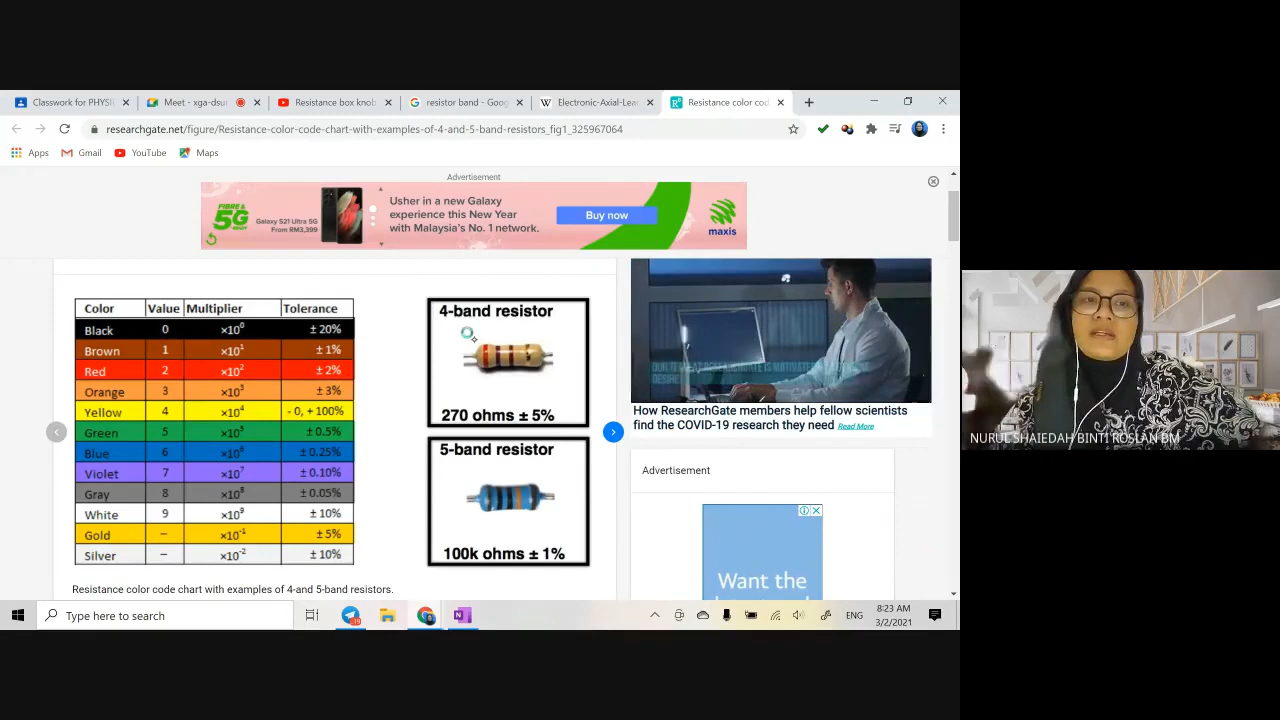 Classwork for PHYSI
Meet - xga-dsu
Resistance box knob
resistor band - Goog
Electronic-Axial-Lea
Resistance color cod
researchgate.net/figure/Resistance-color-code-chart-with-examples-of-4-and-5-band-resistors_fig1_325967064
Apps
Gmail
YouTube
Maps
Advertisement
FIBRE &
5G
Galaxy S21 Ultra 5G
From RM3,399
Usher in a new Galaxy
experience this New Year
with Malaysia's No. 1 network.
Buy now
maxis
Color Value Multiplier Tolerance
Black 0 ×10⁰ ± 20%
Brown 1 ×10¹ ± 1%
Red 2 ×10² ± 2%
Orange 3 ×10³ ± 3%
Yellow 4 ×10⁴ - 0, + 100%
Green 5 ×10⁵ ± 0.5%
Blue 6 ×10⁶ ± 0.25%
Violet 7 ×10⁷ ± 0.10%
Gray 8 ×10⁸ ± 0.05%
White 9 ×10⁹ ± 10%
Gold – ×10⁻¹ ± 5%
Silver – ×10⁻² ± 10%
4-band resistor
270 ohms ± 5%
5-band resistor
100k ohms ± 1%
Resistance color code chart with examples of 4-and 5-band resistors.
How ResearchGate members help fellow scientists
find the COVID-19 research they need Read More
Advertisement
Want the
NURUL SHAIEDAH BINTI ROSLAN BM
Type here to search
ENG
8:23 AM
3/2/2021